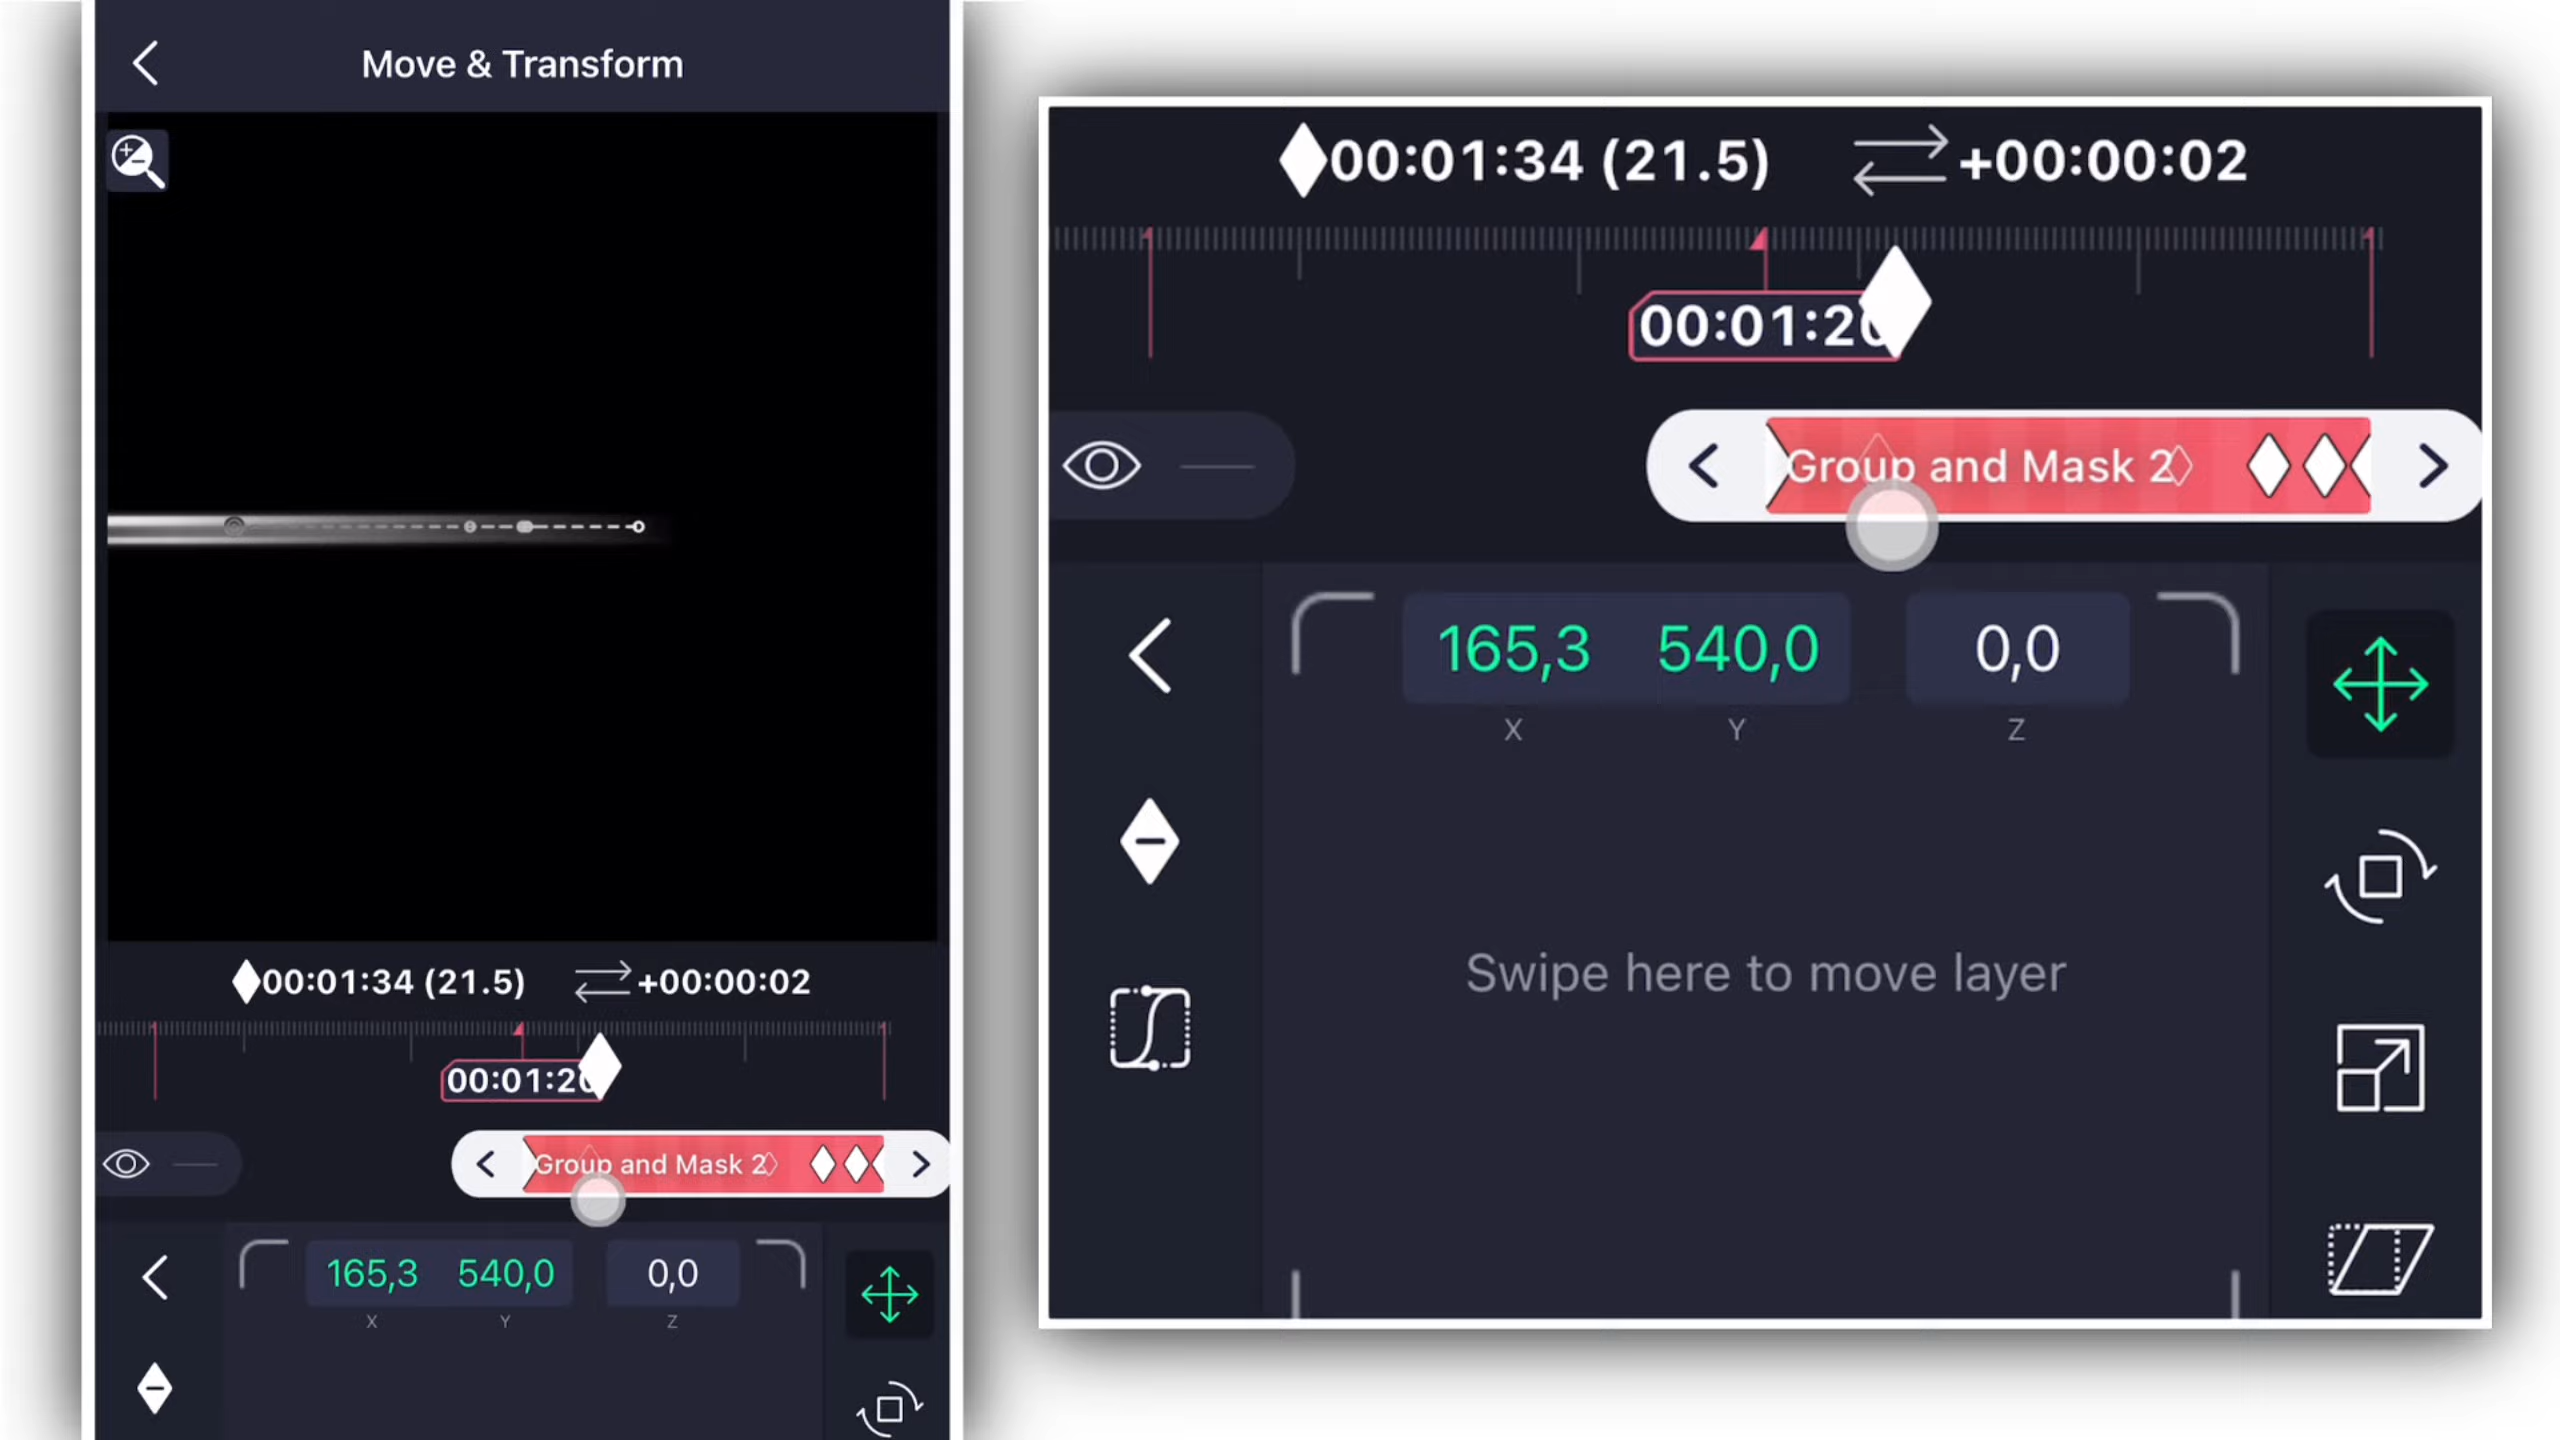 Move & Transform
00:01:34 (21.5) +00:00:02
00:01:20
Group and Mask 2
165,3 540,0 0,0
X Y Z
00:01:34 (21.5) +00:00:02
00:01:20
Group and Mask 2
165,3 540,0 0,0
X Y Z
Swipe here to move layer